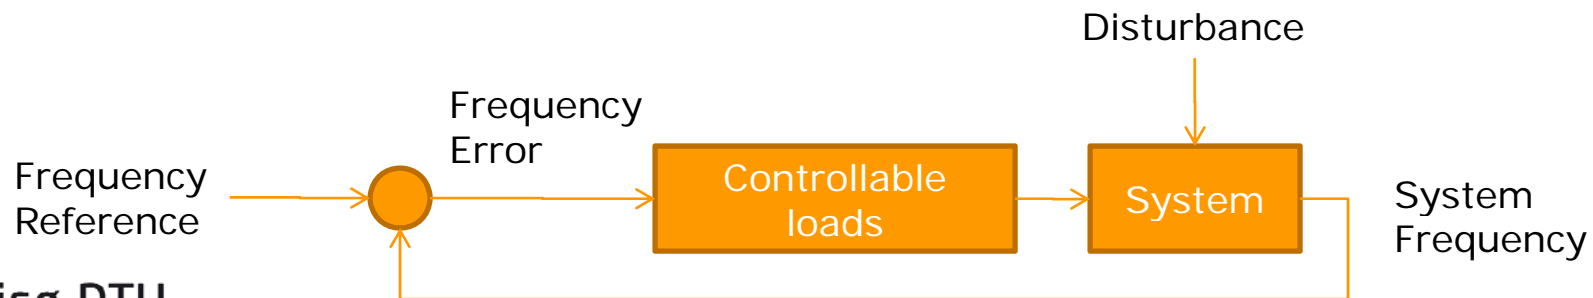 Disturbance
Frequency
Error
Frequency
Reference
Controllable
loads
System
System
Frequency